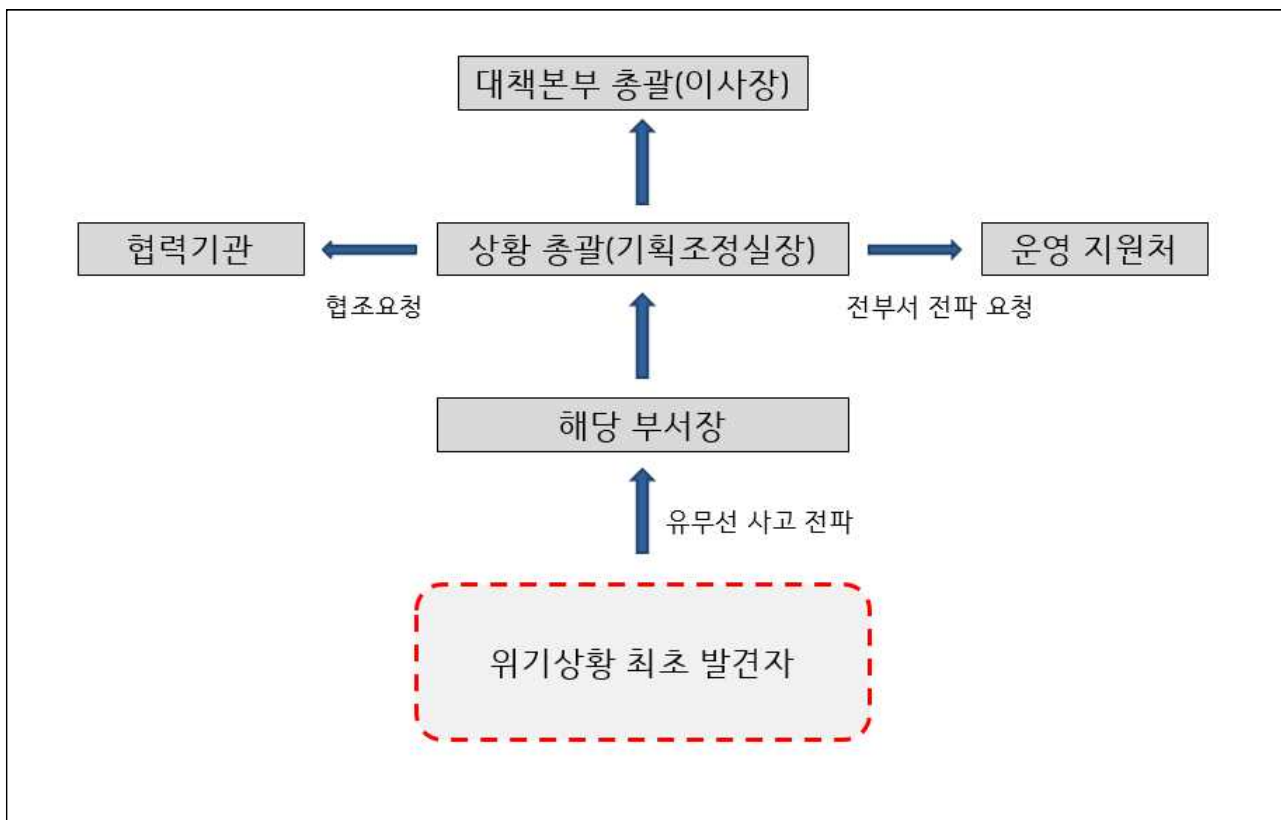 대책본부 총괄(이사장)
협력기관
상황 총괄(기획조정실장)
운영 지원처
협조요청
전부서 전파 요청
해당 부서장
유무선 사고 전파
위기상황 최초 발견자